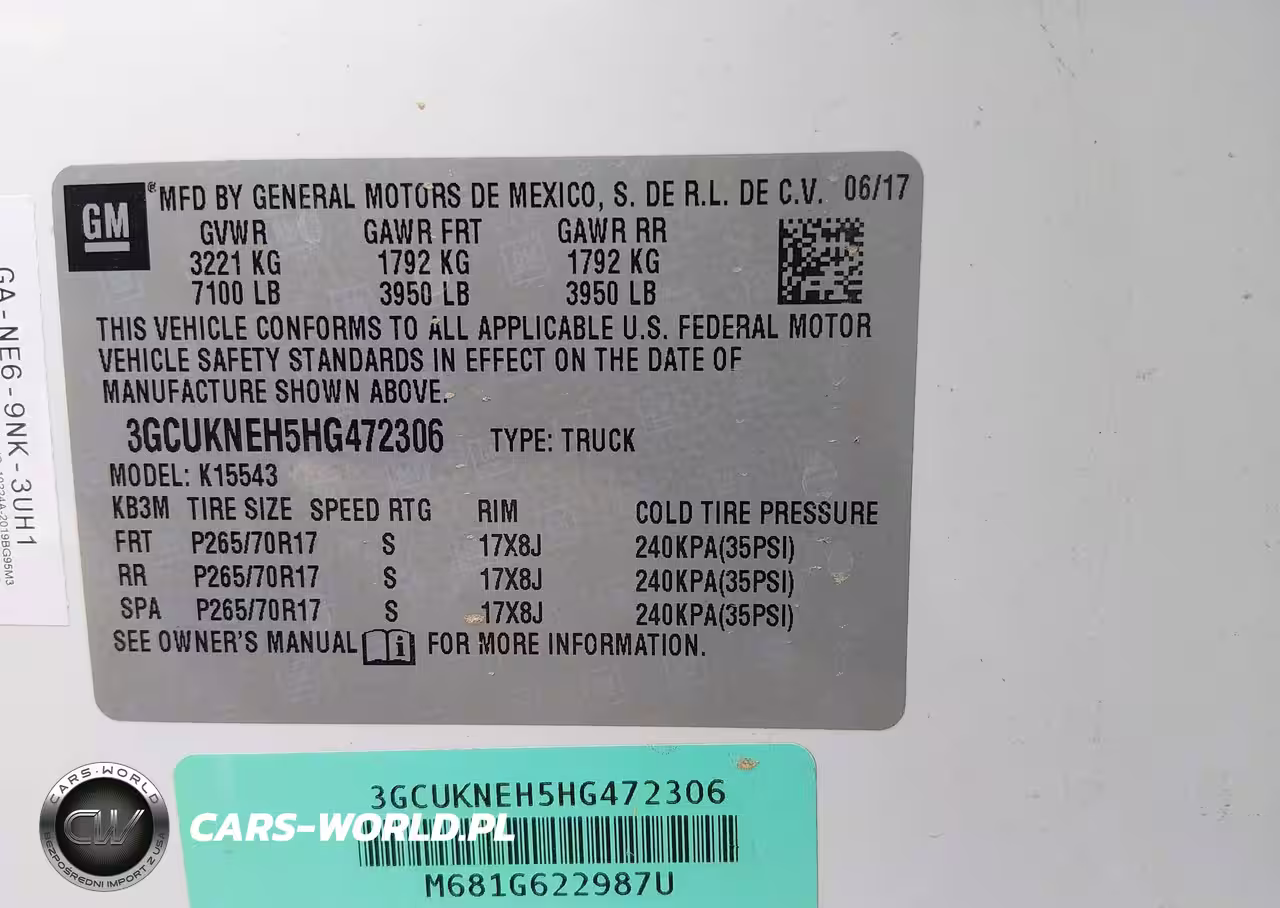 GM ® MFD BY GENERAL MOTORS DE MEXICO, S. DE R.L. DE C.V. 06/17
GVWR GAWR FRT GAWR RR
3221 KG 1792 KG 1792 KG
7100 LB 3950 LB 3950 LB
THIS VEHICLE CONFORMS TO ALL APPLICABLE U.S. FEDERAL MOTOR
VEHICLE SAFETY STANDARDS IN EFFECT ON THE DATE OF
MANUFACTURE SHOWN ABOVE.
3GCUKNEH5HG472306 TYPE: TRUCK
MODEL: K15543
KB3M TIRE SIZE SPEED RTG RIM COLD TIRE PRESSURE
FRT P265/70R17 S 17X8J 240KPA(35PSI)
RR P265/70R17 S 17X8J 240KPA(35PSI)
SPA P265/70R17 S 17X8J 240KPA(35PSI)
SEE OWNER'S MANUAL i FOR MORE INFORMATION.
GA-NE6-9NK-3UH1
3GCUKNEH5HG472306
M681G622987U
CARS-WORLD
CW
BEZPOŚREDNI IMPORT Z USA
CARS-WORLD.PL